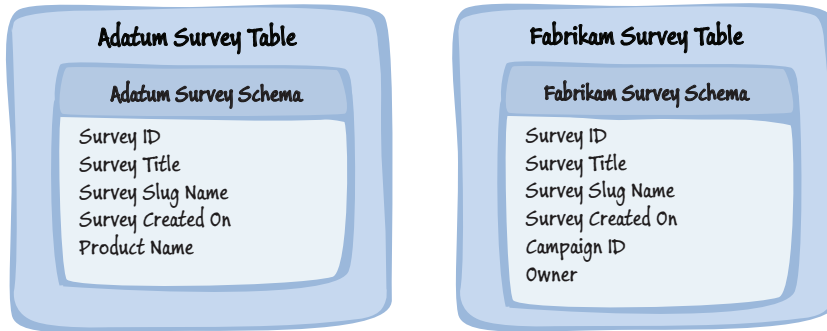 Adatum Survey Table
Adatum Survey Schema
Survey ID
Survey Title
Survey Slug Name
Survey Created On
Product Name
Fabrikam Survey Table
Fabrikam Survey Schema
Survey ID
Survey Title
Survey Slug Name
Survey Created On
Campaign ID
Owner